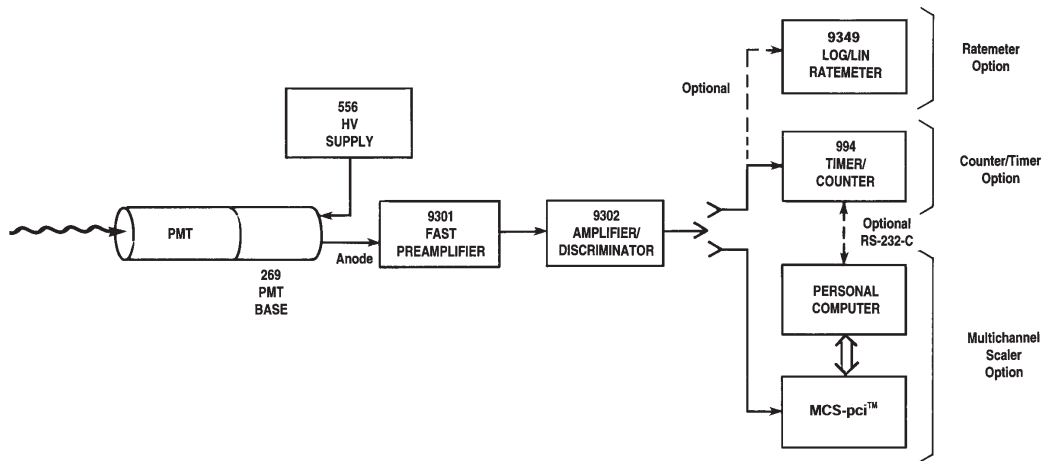 9349
LOG/LIN
RATEMETER
Ratemeter
Option
Optional
556
HV
SUPPLY
994
TIMER/
COUNTER
Counter/Timer
Option
PMT
9301
FAST
PREAMPLIFIER
9302
AMPLIFIER/
DISCRIMINATOR
Anode
Optional
RS-232-C
269
PMT
BASE
PERSONAL
COMPUTER
Multichannel
Scaler
Option
MCS-pci™